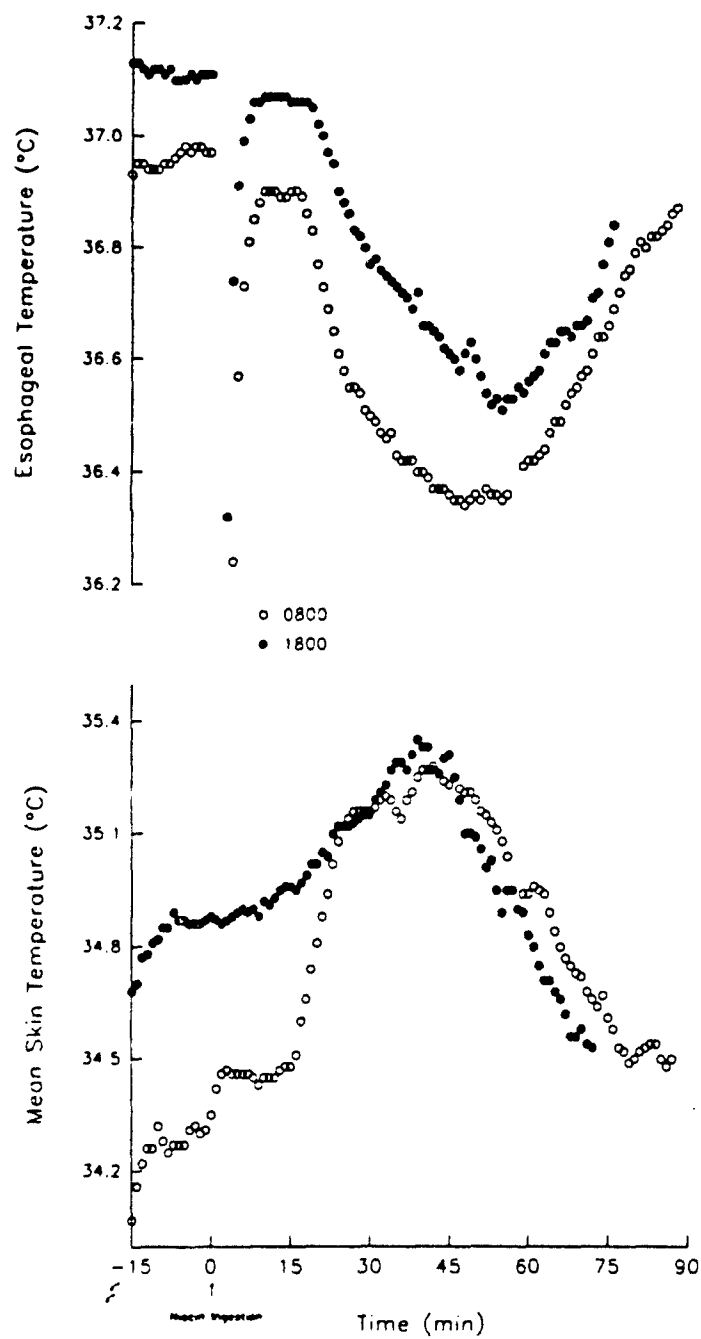 37.2
37.0
36.8
36.6
36.4
36.2
Esophageal Temperature (°C)
○ 0800
● 1800
35.4
35.1
34.8
34.5
34.2
Mean Skin Temperature (°C)
-15 0 15 30 45 60 75 90
Niacin Ingestion
Time (min)